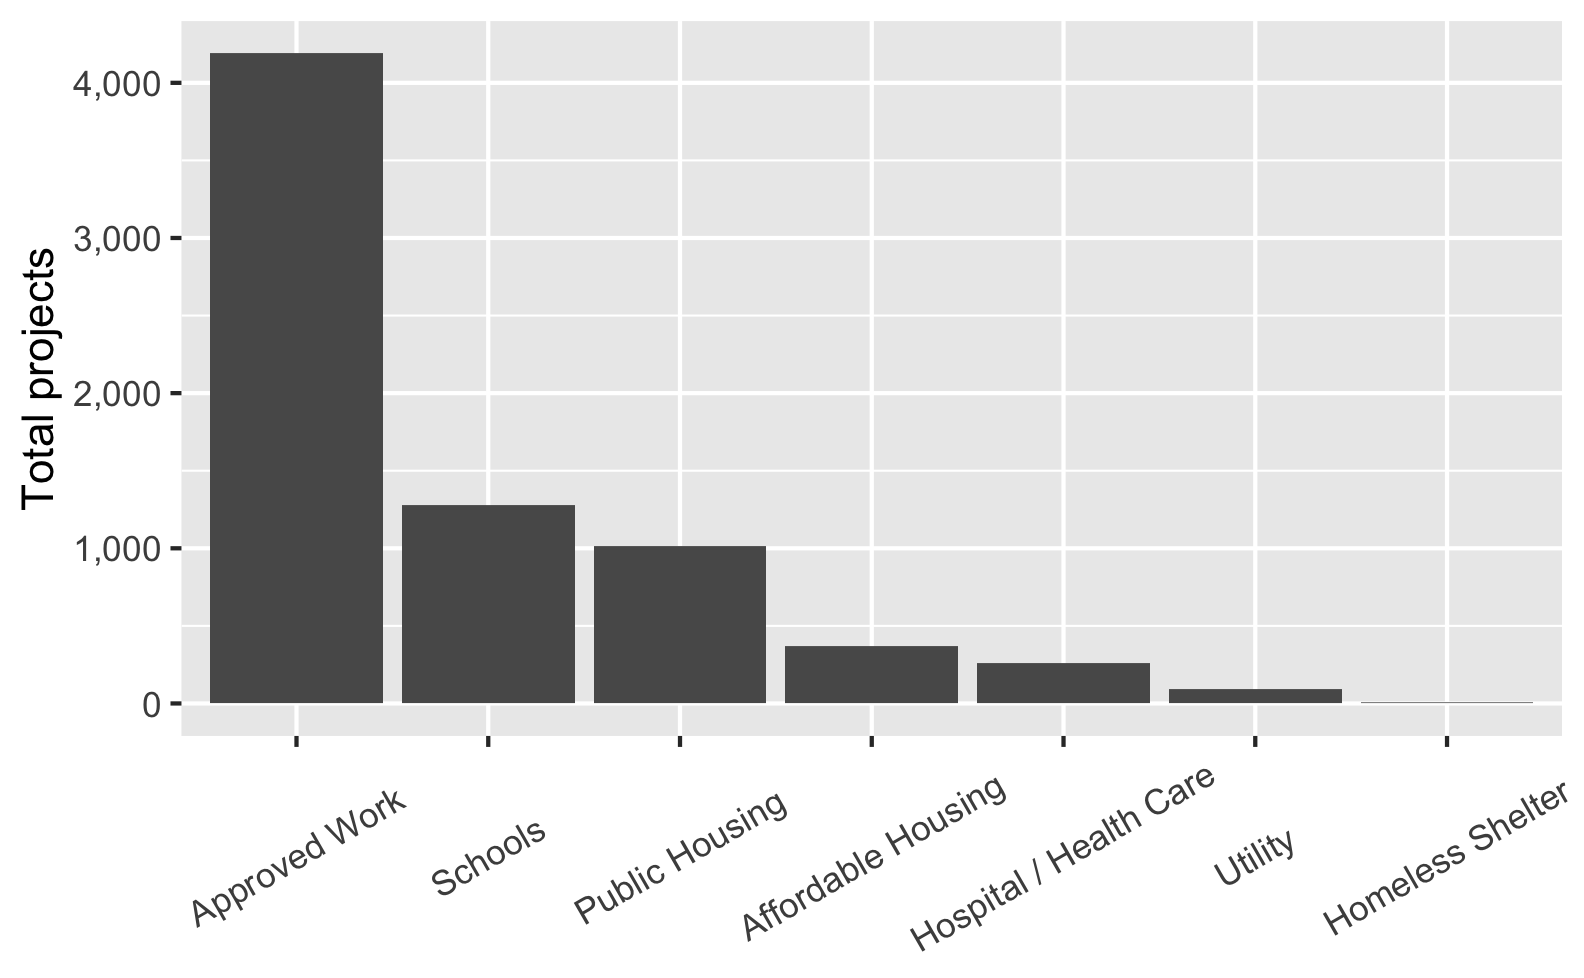 Total projects
4,000
3,000
2,000
1,000
0
Approved Work
Schools
Public Housing
Affordable Housing
Hospital / Health Care
Utility
Homeless Shelter